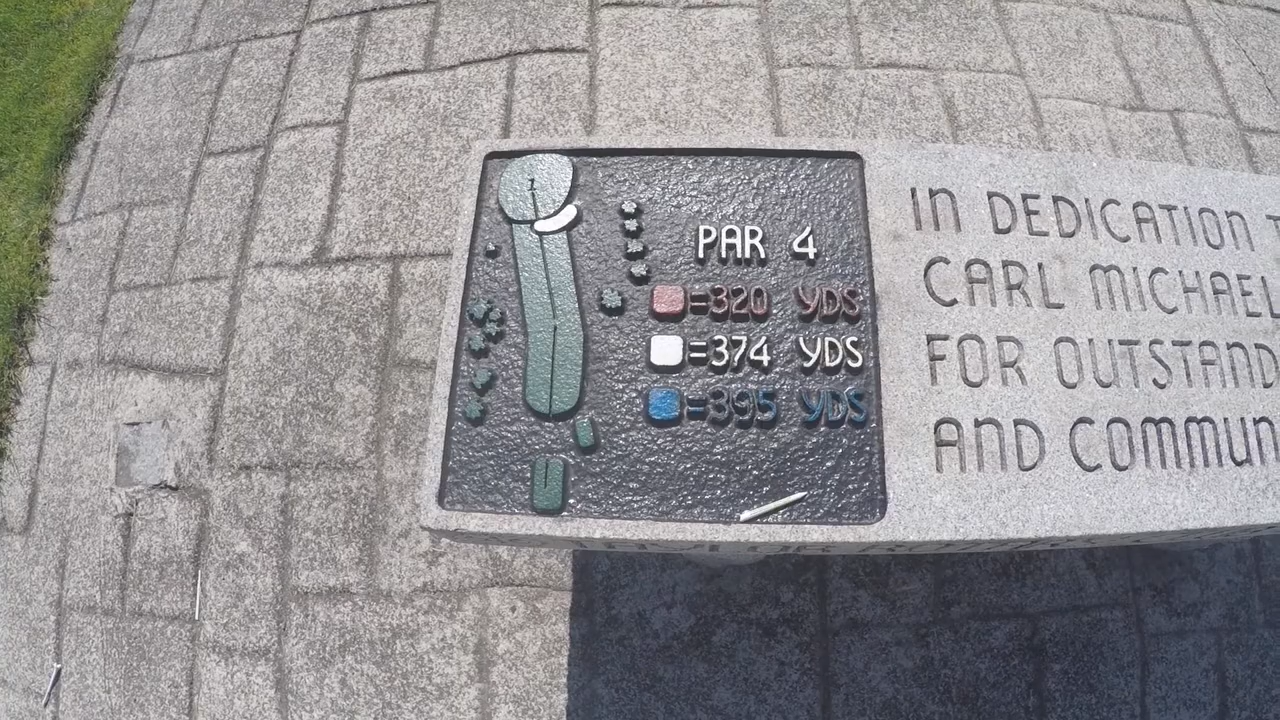 1
PAR 4
=320 YDS
=374 YDS
=395 YDS
IN DEDICATION
CARL MICHAEL
FOR OUTSTAND
AND COMMUN